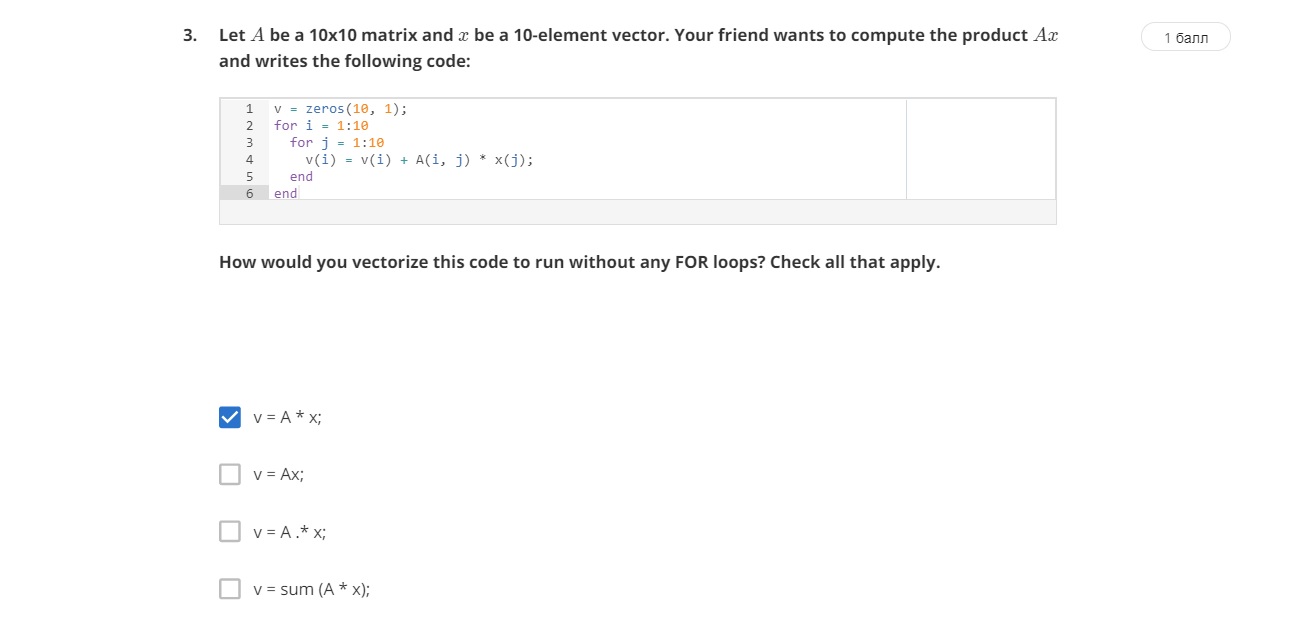 3. Let A be a 10x10 matrix and x be a 10-element vector. Your friend wants to compute the product Ax
1 балл
and writes the following code:
1 v = zeros(10, 1);
2 for i = 1:10
3   for j = 1:10
4     v(i) = v(i) + A(i, j) * x(j);
5   end
6 end
How would you vectorize this code to run without any FOR loops? Check all that apply.
v = A * x;
v = Ax;
v = A .* x;
v = sum (A * x);